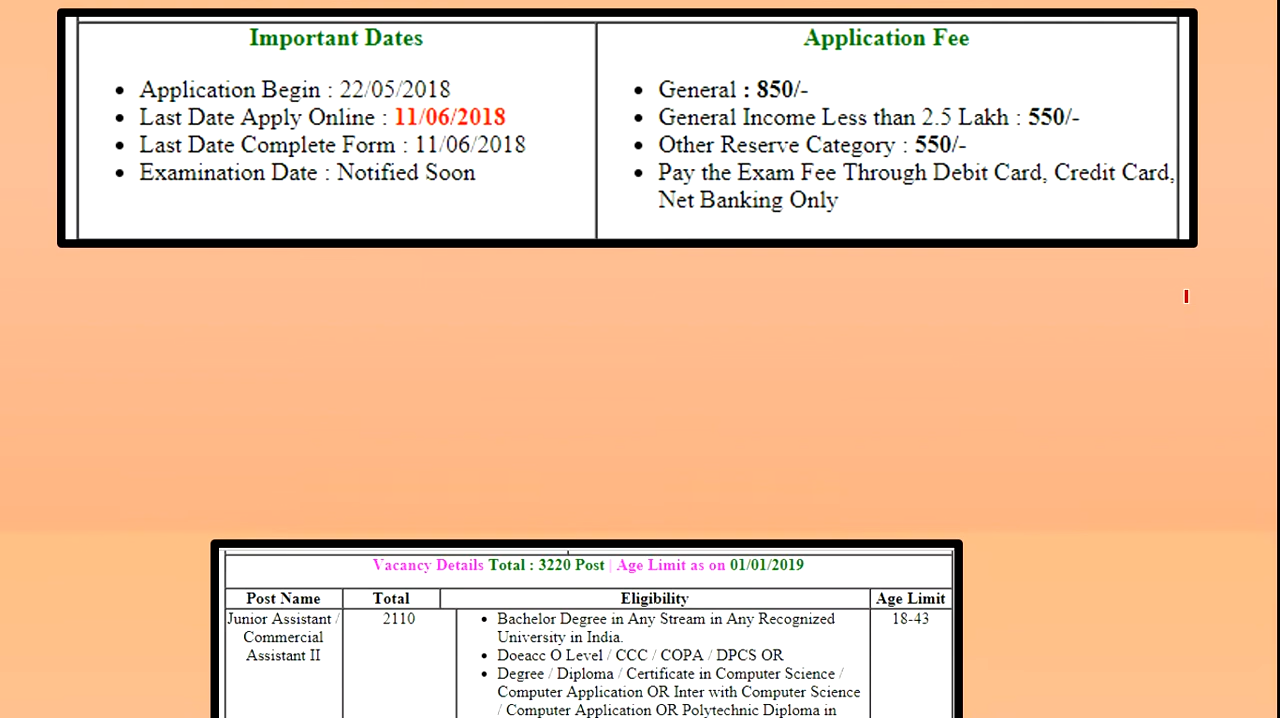 Important Dates
Application Begin : 22/05/2018
Last Date Apply Online : 11/06/2018
Last Date Complete Form : 11/06/2018
Examination Date : Notified Soon
Application Fee
General : 850/-
General Income Less than 2.5 Lakh : 550/-
Other Reserve Category : 550/-
Pay the Exam Fee Through Debit Card, Credit Card,
Net Banking Only
Vacancy Details Total : 3220 Post | Age Limit as on 01/01/2019
Post Name Total Eligibility Age Limit
Junior Assistant /
Commercial
Assistant II
2110
Bachelor Degree in Any Stream in Any Recognized
University in India.
Doeacc O Level / CCC / COPA / DPCS OR
Degree / Diploma / Certificate in Computer Science /
Computer Application OR Inter with Computer Science
/ Computer Application OR Polytechnic Diploma in
18-43